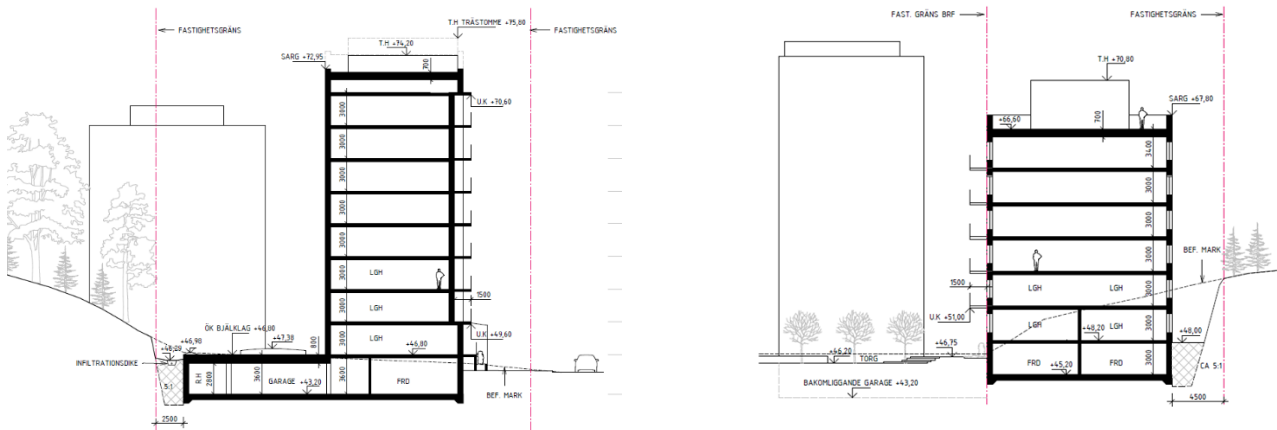 FASTIGHETSGRÄNS
T.H TRÄSTOMME +75,80
FASTIGHETSGRÄNS
T.H +74,20
SARG +72,95
700
U.K +70,60
3000
3000
3000
3000
3000
3000
LGH
3000
LGH
1500
3000
LGH
U.K +49,60
ÖK BJÄLKLAG +46,80
+46,98
+47,38
800
+46,80
INFILTRATIONSDIKE
5:1
R.H
2800
3600
GARAGE
+43,20
3600
FRD
BEF. MARK
2500
FAST. GRÄNS BRF
FASTIGHETSGRÄNS
T.H +70,80
SARG +67,80
+66,60
700
3400
3000
3000
3000
BEF. MARK
1500
LGH
LGH
3000
U.K +51,00
LGH
LGH
3000
+48,20
+48,00
+46,20
+46,75
TORG
FRD
FRD
3000
+45,20
CA 5:1
BAKOMLIGGANDE GARAGE +43,20
4500